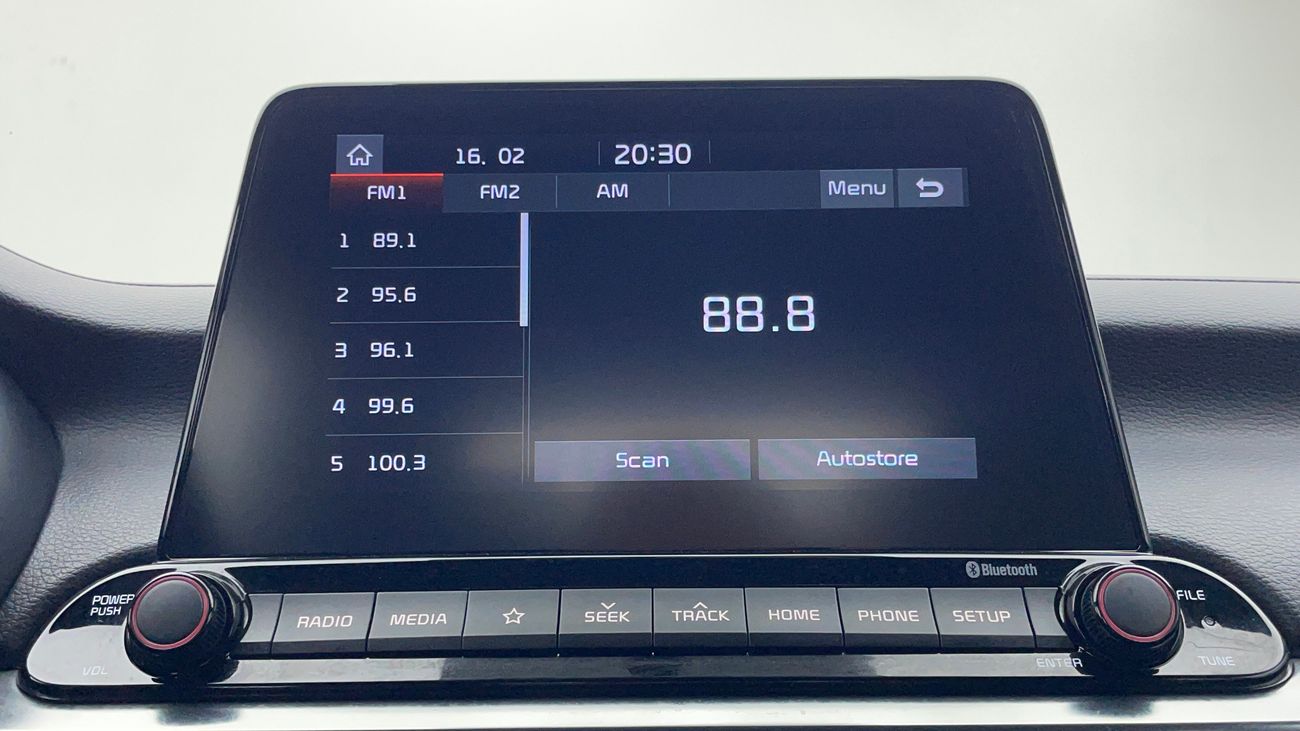 16. 02 20:30
FM1 FM2 AM Menu
1 89.1
2 95.6
3 96.1
4 99.6
5 100.3
88.8
Scan Autostore
Bluetooth
POWER
PUSH
VOL
RADIO MEDIA SEEK TRACK HOME PHONE SETUP
FILE
ENTER
TUNE